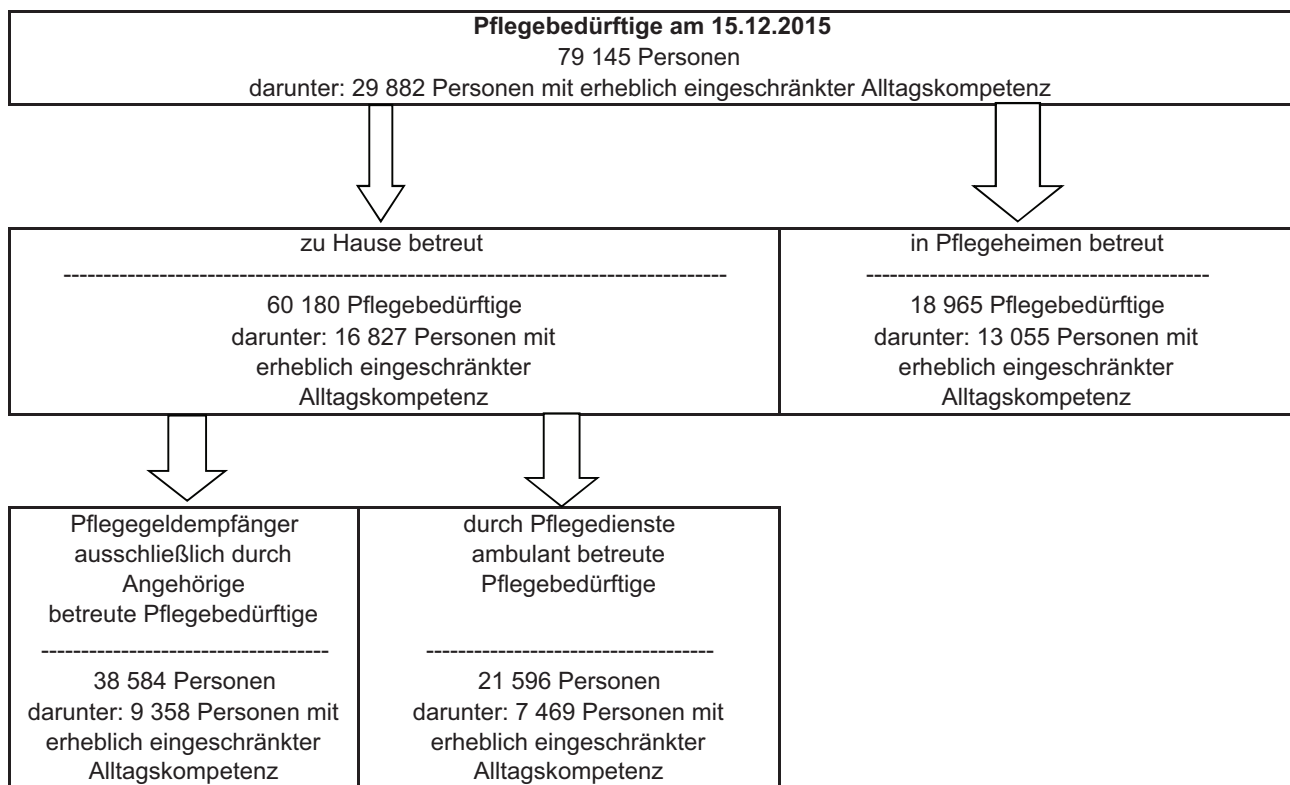 Pflegebedürftige am 15.12.2015
79 145 Personen
darunter: 29 882 Personen mit erheblich eingeschränkter Alltagskompetenz
zu Hause betreut
-----------------------------------------------------------------------------------
60 180 Pflegebedürftige
darunter: 16 827 Personen mit
erheblich eingeschränkter
Alltagskompetenz
in Pflegeheimen betreut
-------------------------------------------
18 965 Pflegebedürftige
darunter: 13 055 Personen mit
erheblich eingeschränkter
Alltagskompetenz
Pflegegeldempfänger
ausschließlich durch
Angehörige
betreute Pflegebedürftige
------------------------------------
38 584 Personen
darunter: 9 358 Personen mit
erheblich eingeschränkter
Alltagskompetenz
durch Pflegedienste
ambulant betreute
Pflegebedürftige
------------------------------------
21 596 Personen
darunter: 7 469 Personen mit
erheblich eingeschränkter
Alltagskompetenz